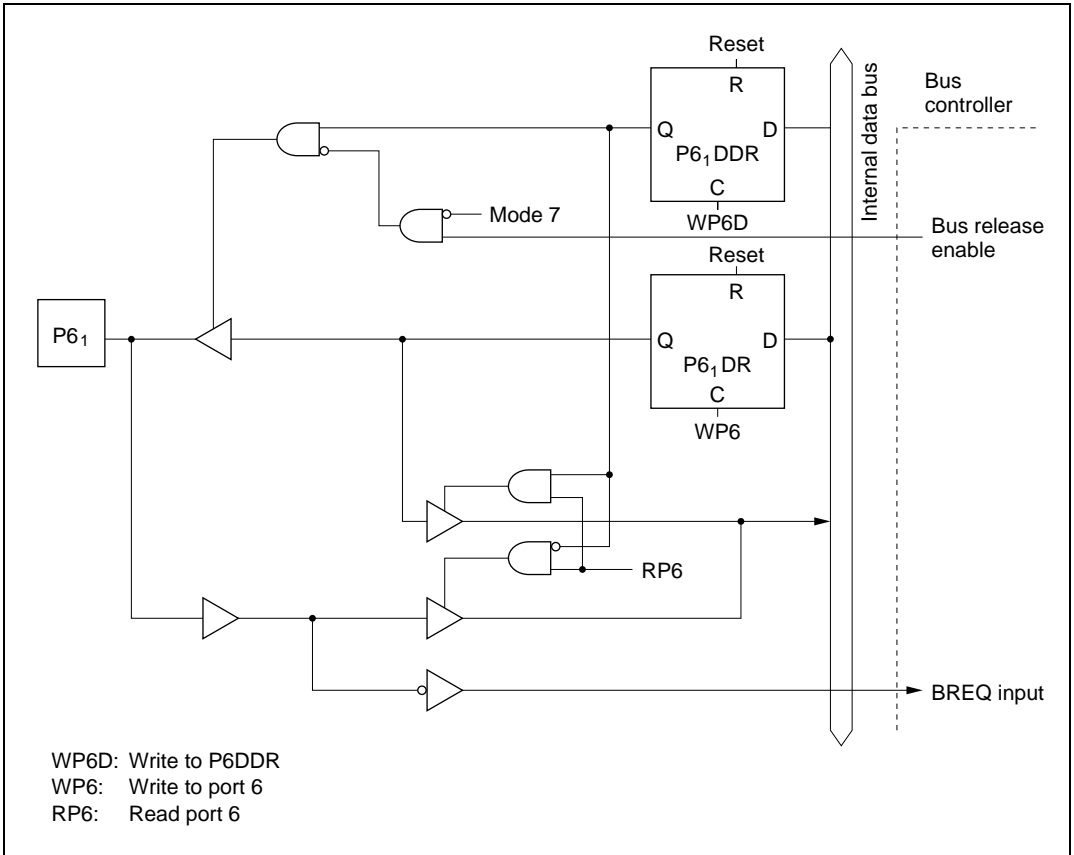 Reset
R
Q
D
P6₁DDR
C
WP6D
Internal data bus
Bus
controller
Mode 7
Bus release
enable
Reset
R
P6₁
Q
D
P6₁DR
C
WP6
RP6
BREQ input
WP6D: Write to P6DDR
WP6: Write to port 6
RP6: Read port 6